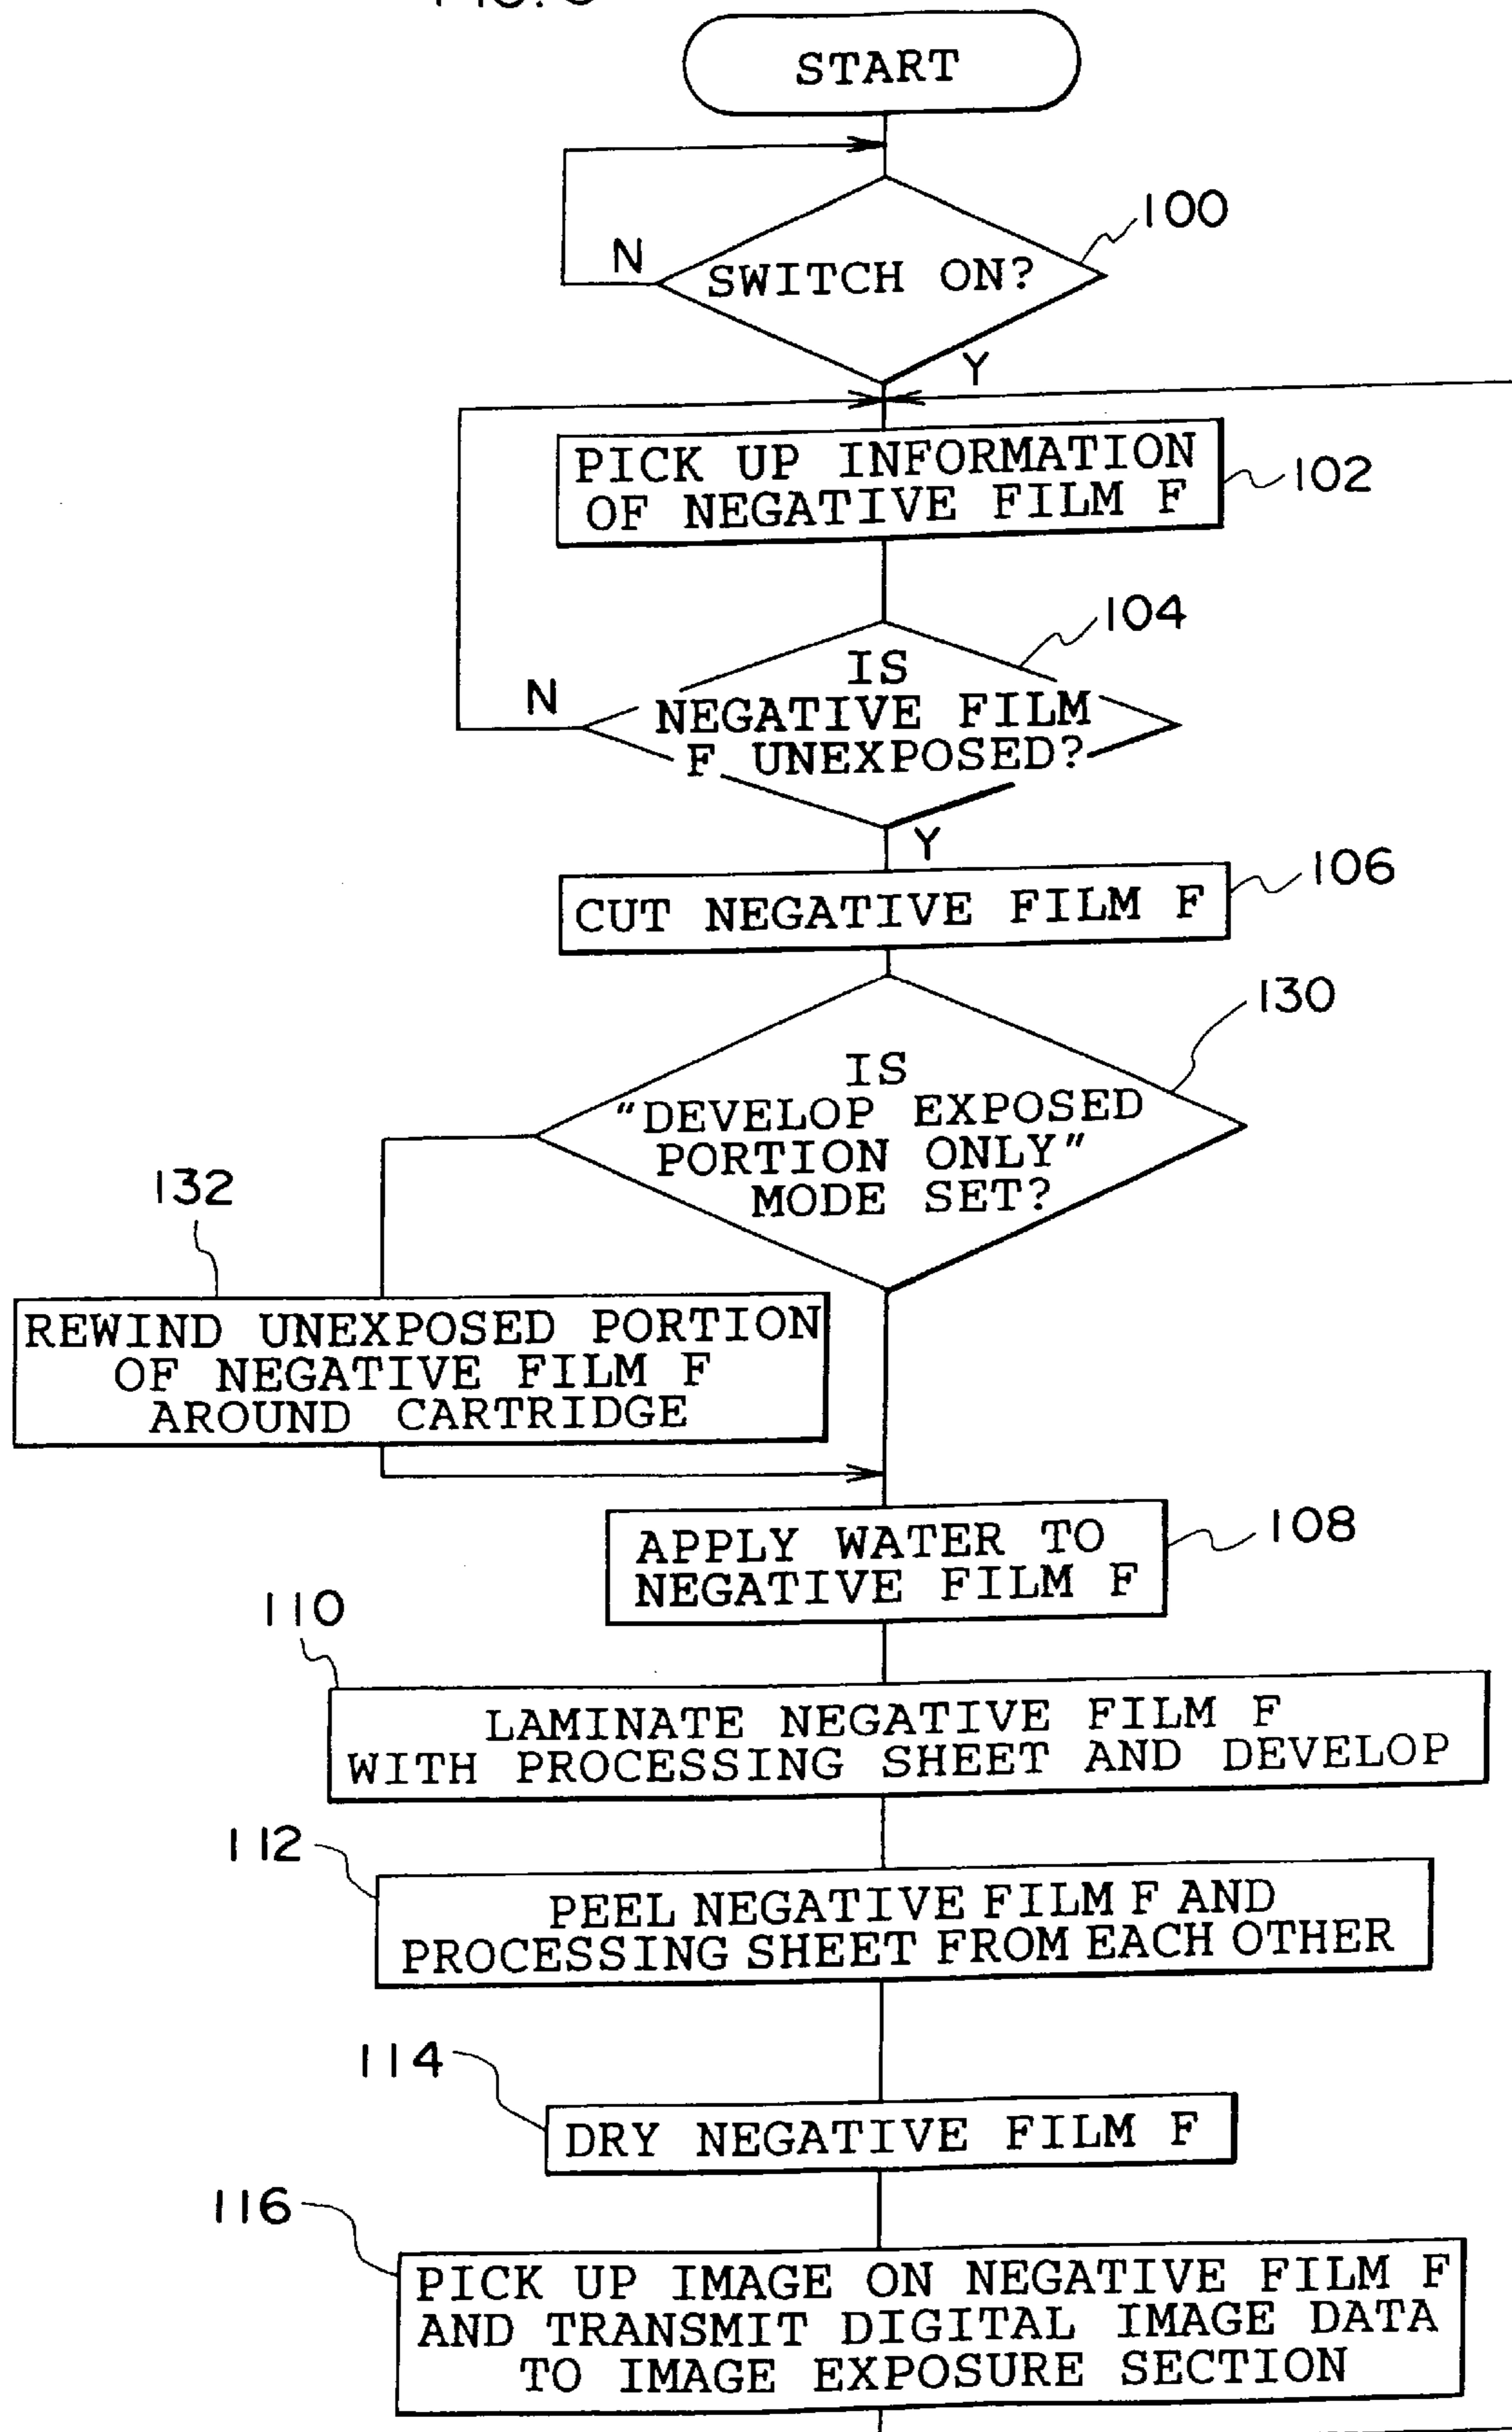 START
100
N
SWITCH ON?
Y
PICK UP INFORMATION
OF NEGATIVE FILM F
102
104
IS
N
NEGATIVE FILM
F UNEXPOSED?
Y
106
CUT NEGATIVE FILM F
130
IS
"DEVELOP EXPOSED
PORTION ONLY"
MODE SET?
132
REWIND UNEXPOSED PORTION
OF NEGATIVE FILM F
AROUND CARTRIDGE
108
APPLY WATER TO
NEGATIVE FILM F
110
LAMINATE NEGATIVE FILM F
WITH PROCESSING SHEET AND DEVELOP
112
PEEL NEGATIVE FILM F AND
PROCESSING SHEET FROM EACH OTHER
114
DRY NEGATIVE FILM F
116
PICK UP IMAGE ON NEGATIVE FILM F
AND TRANSMIT DIGITAL IMAGE DATA
TO IMAGE EXPOSURE SECTION